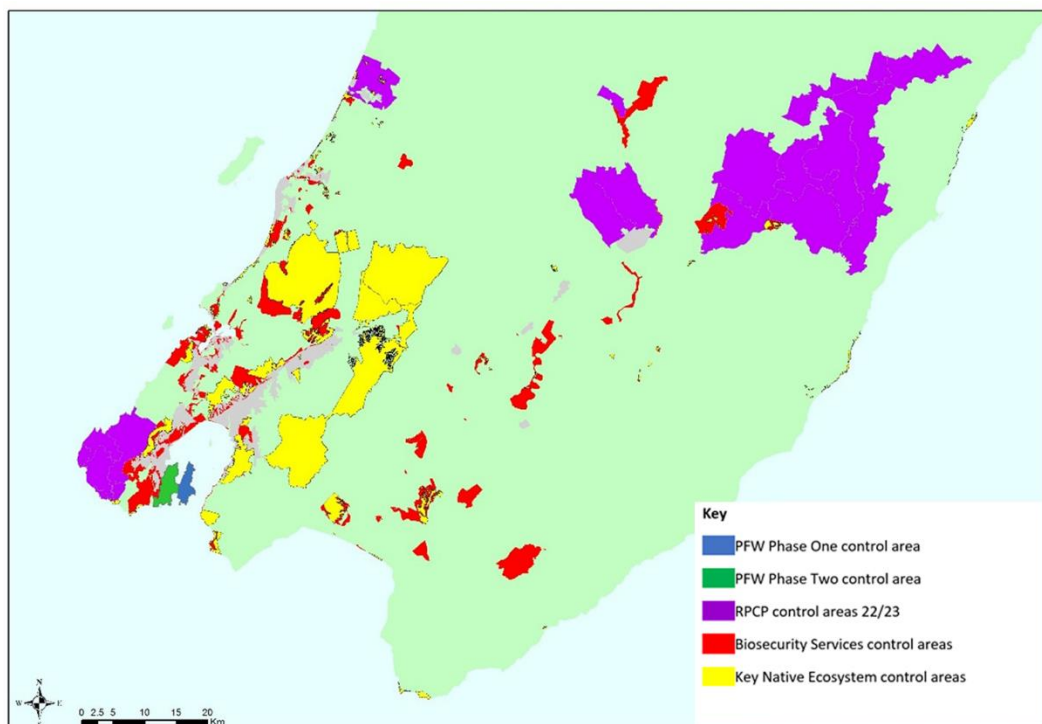 Key
PFW Phase One control area
PFW Phase Two control area
RPCP control areas 22/23
Biosecurity Services control areas
Key Native Ecosystem control areas
N
W E
S
0 2.5 5 10 15 20
Km